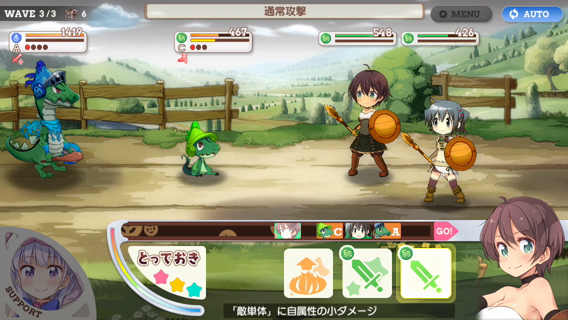 WAVE 3/3 6
通常攻撃
MENU
AUTO
1419
A
467
C
548
426
C
A
GO!
とっておき
SUPPORT
「敵単体」に自属性の小ダメージ